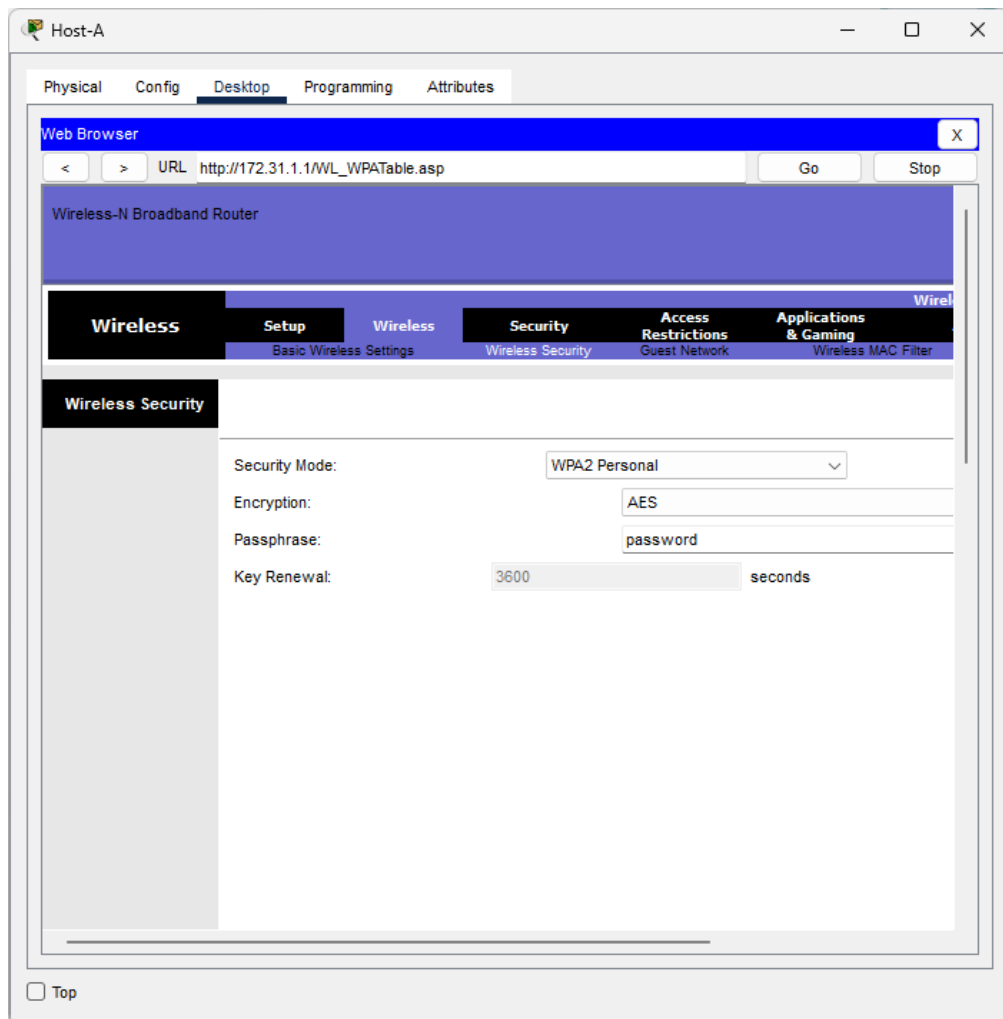 Host-A
Physical Config Desktop Programming Attributes
Web Browser X
< > URL http://172.31.1.1/WL_WPATable.asp Go Stop
Wireless-N Broadband Router
Wireless
Setup Wireless Security Access Restrictions Applications & Gaming
Basic Wireless Settings Wireless Security Guest Network Wireless MAC Filter
Wireless Security
Security Mode: WPA2 Personal
Encryption: AES
Passphrase: password
Key Renewal: 3600 seconds
Top